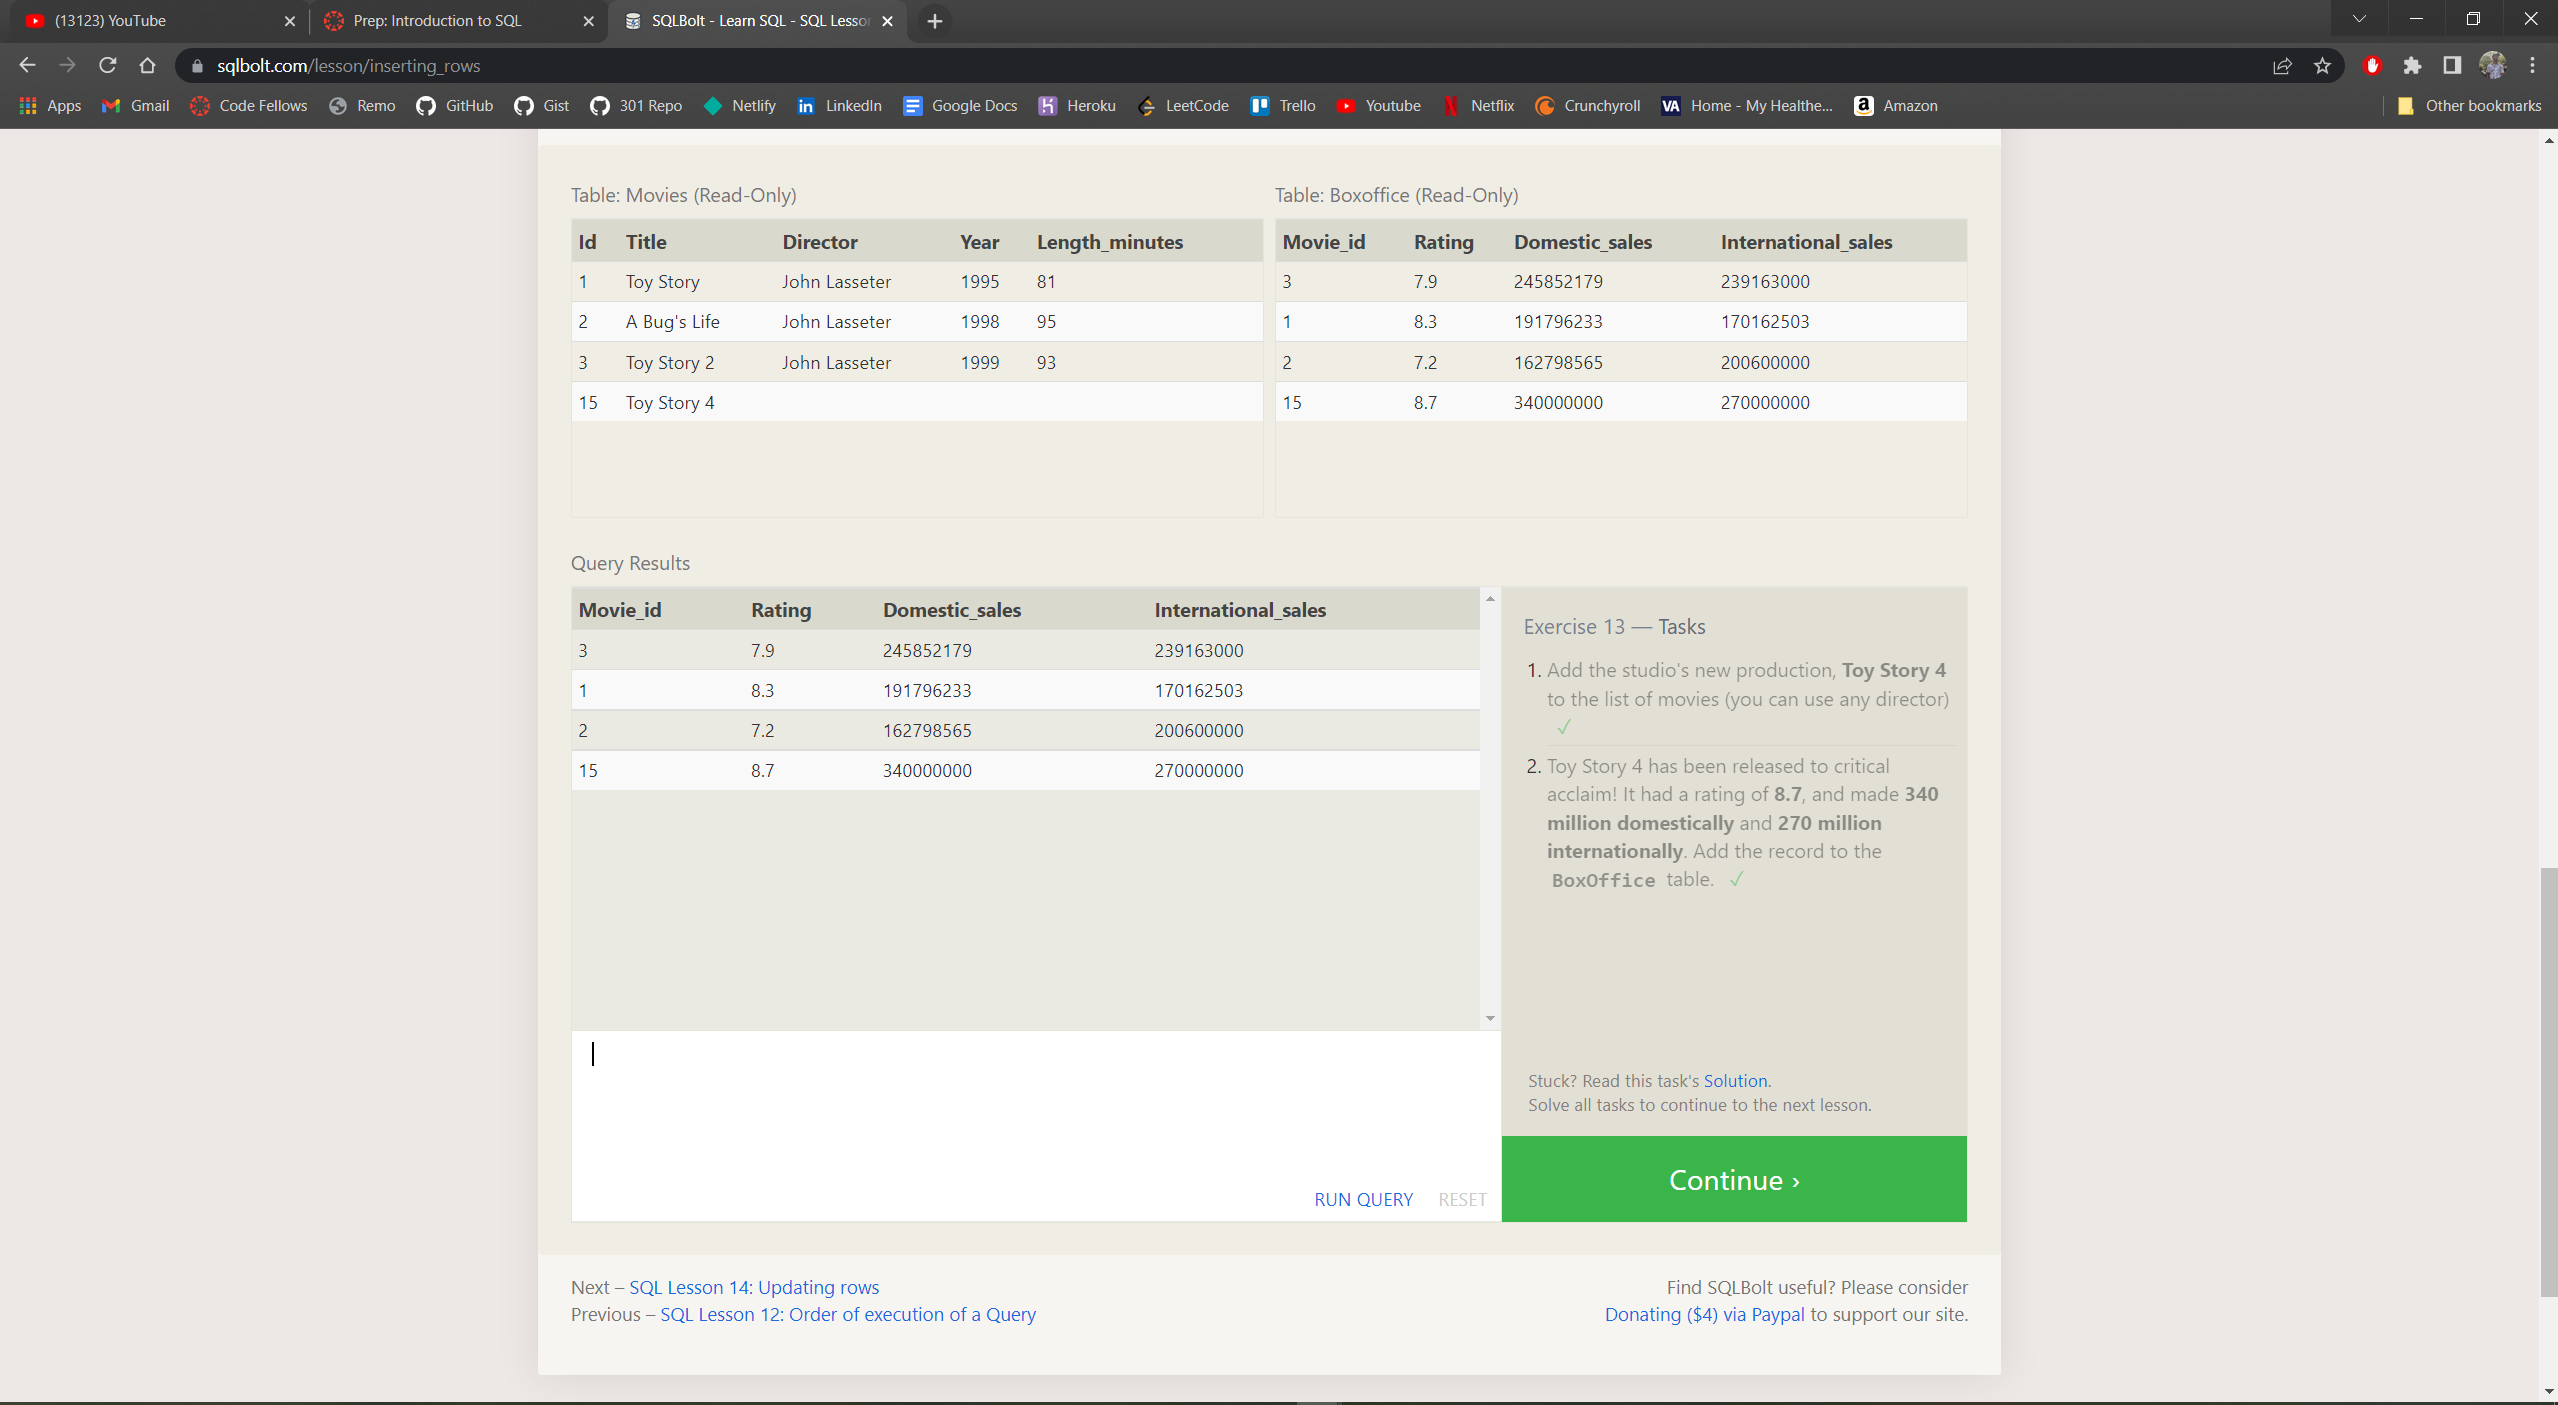 (13123) YouTube
Prep: Introduction to SQL
SQLBolt - Learn SQL - SQL Lesso
sqlbolt.com/lesson/inserting_rows
Apps Gmail Code Fellows Remo GitHub Gist 301 Repo Netlify LinkedIn Google Docs Heroku LeetCode Trello Youtube Netflix Crunchyroll VA Home - My Healthe... Amazon Other bookmarks
Table: Movies (Read-Only)
Id Title Director Year Length_minutes
1 Toy Story John Lasseter 1995 81
2 A Bug's Life John Lasseter 1998 95
3 Toy Story 2 John Lasseter 1999 93
15 Toy Story 4
Table: Boxoffice (Read-Only)
Movie_id Rating Domestic_sales International_sales
3 7.9 245852179 239163000
1 8.3 191796233 170162503
2 7.2 162798565 200600000
15 8.7 340000000 270000000
Query Results
Movie_id Rating Domestic_sales International_sales
3 7.9 245852179 239163000
1 8.3 191796233 170162503
2 7.2 162798565 200600000
15 8.7 340000000 270000000
RUN QUERY RESET
Exercise 13 — Tasks
1. Add the studio's new production, Toy Story 4
to the list of movies (you can use any director)
✓
2. Toy Story 4 has been released to critical
acclaim! It had a rating of 8.7, and made 340
million domestically and 270 million
internationally. Add the record to the
BoxOffice table. ✓
Stuck? Read this task's Solution.
Solve all tasks to continue to the next lesson.
Continue ›
Next – SQL Lesson 14: Updating rows
Previous – SQL Lesson 12: Order of execution of a Query
Find SQLBolt useful? Please consider
Donating ($4) via Paypal to support our site.